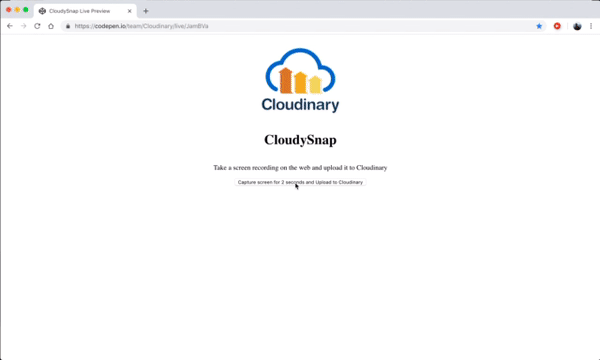 CloudySnap Live Preview
https://codepen.io/team/Cloudinary/live/JamBVa
Cloudinary
CloudySnap
Take a screen recording on the web and upload it to Cloudinary
Capture screen for 2 seconds and Upload to Cloudinary